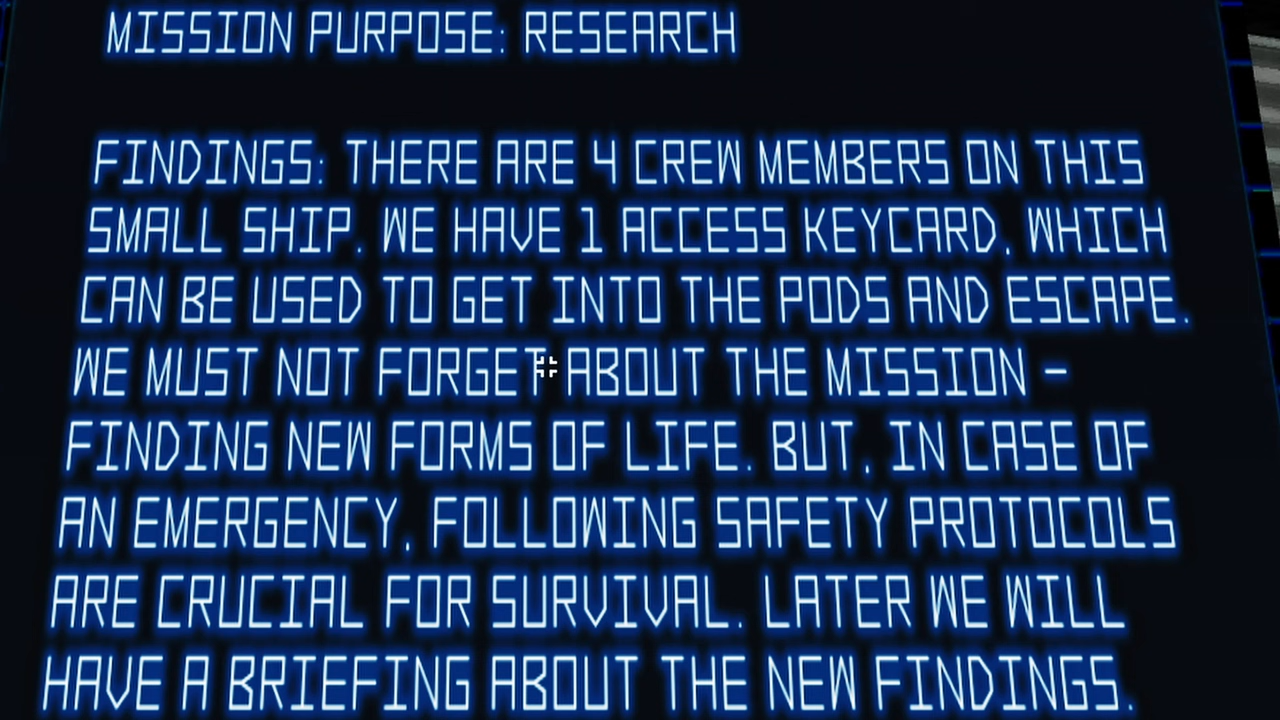 MISSION PURPOSE: RESEARCH
FINDINGS: THERE ARE 4 CREW MEMBERS ON THIS
SMALL SHIP. WE HAVE 1 ACCESS KEYCARD, WHICH
CAN BE USED TO GET INTO THE PODS AND ESCAPE.
WE MUST NOT FORGET ABOUT THE MISSION -
FINDING NEW FORMS OF LIFE. BUT, IN CASE OF
AN EMERGENCY, FOLLOWING SAFETY PROTOCOLS
ARE CRUCIAL FOR SURVIVAL. LATER WE WILL
HAVE A BRIEFING ABOUT THE NEW FINDINGS.